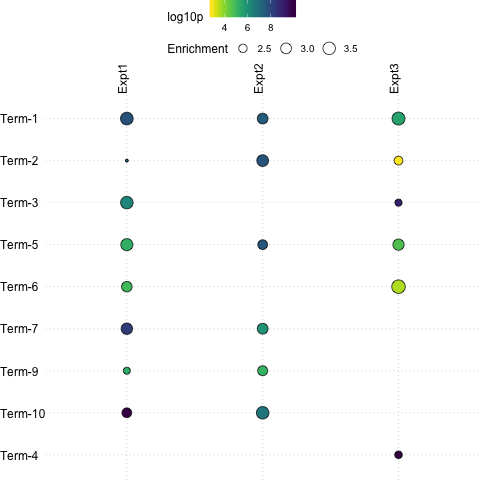 log10p
4 6 8
Enrichment 2.5 3.0 3.5
Expt1 Expt2 Expt3
Term-1
Term-2
Term-3
Term-5
Term-6
Term-7
Term-9
Term-10
Term-4